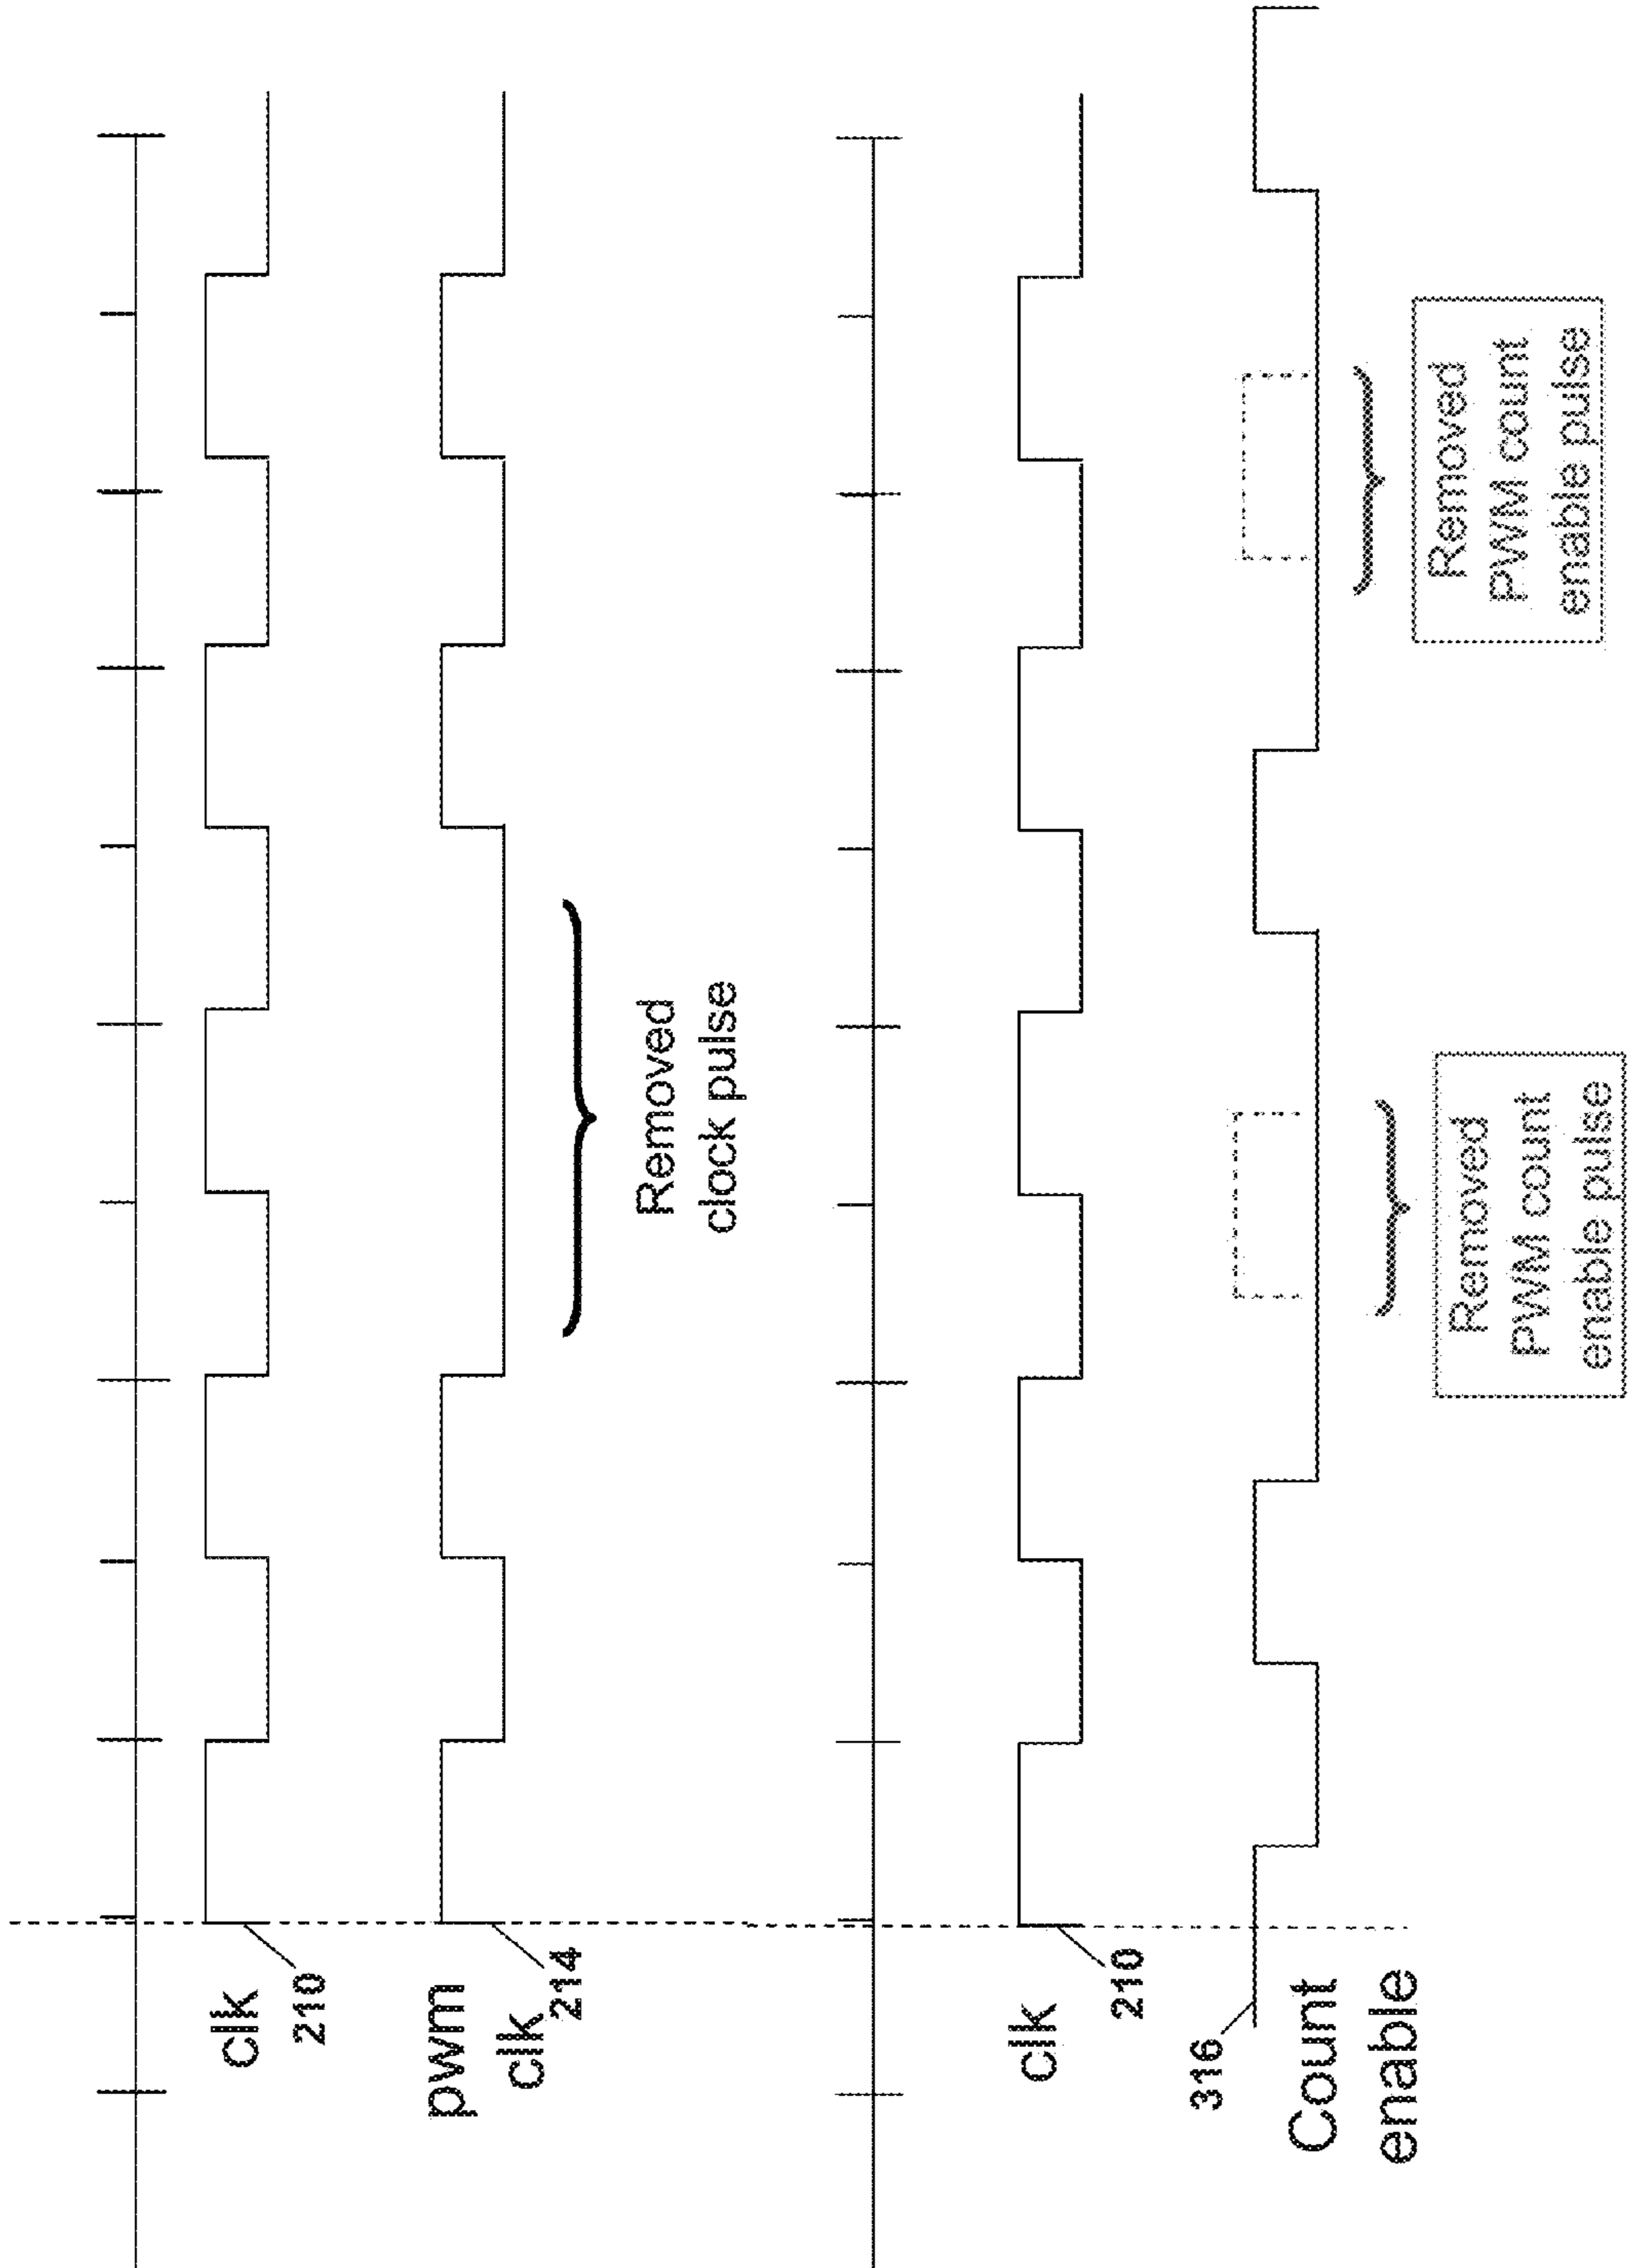 clk
210
pwm
clk
214
Removed
clock pulse
clk
210
316
Count
enable
Removed
PWM count
enable pulse
Removed
PWM count
enable pulse